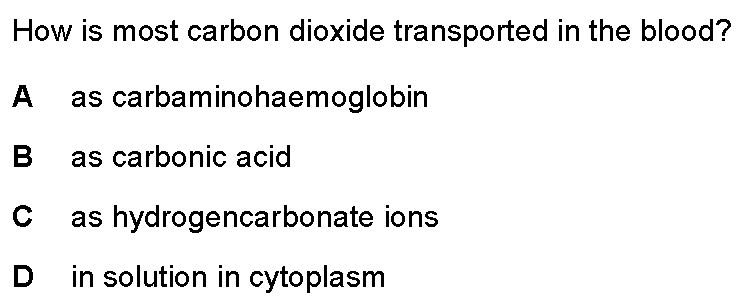 How is most carbon dioxide transported in the blood?
A as carbaminohaemoglobin
B as carbonic acid
C as hydrogencarbonate ions
D in solution in cytoplasm